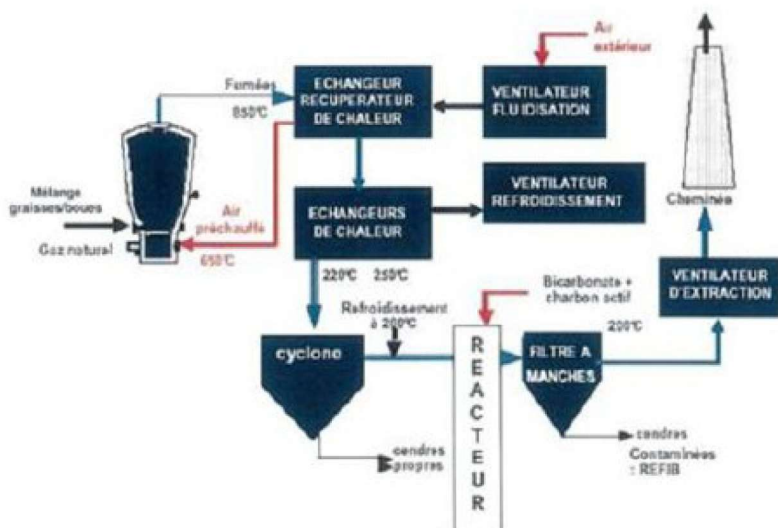 Air
extérieur
Fumées
850°C
ECHANGEUR
RECUPERATEUR
DE CHALEUR
VENTILATEUR
FLUIDISATION
Mélange
graisses/boues
Gaz naturel
Air
préchauffé
650°C
ECHANGEURS
DE CHALEUR
VENTILATEUR
REFROIDISSEMENT
Cheminée
220°C 250°C
Refroidissement
à 200°C
Bicarbonate +
charbon actif
VENTILATEUR
D'EXTRACTION
200°C
cyclone
REACTEUR
FILTRE A
MANCHES
cendres
propres
cendres
Contaminées
: REFIB